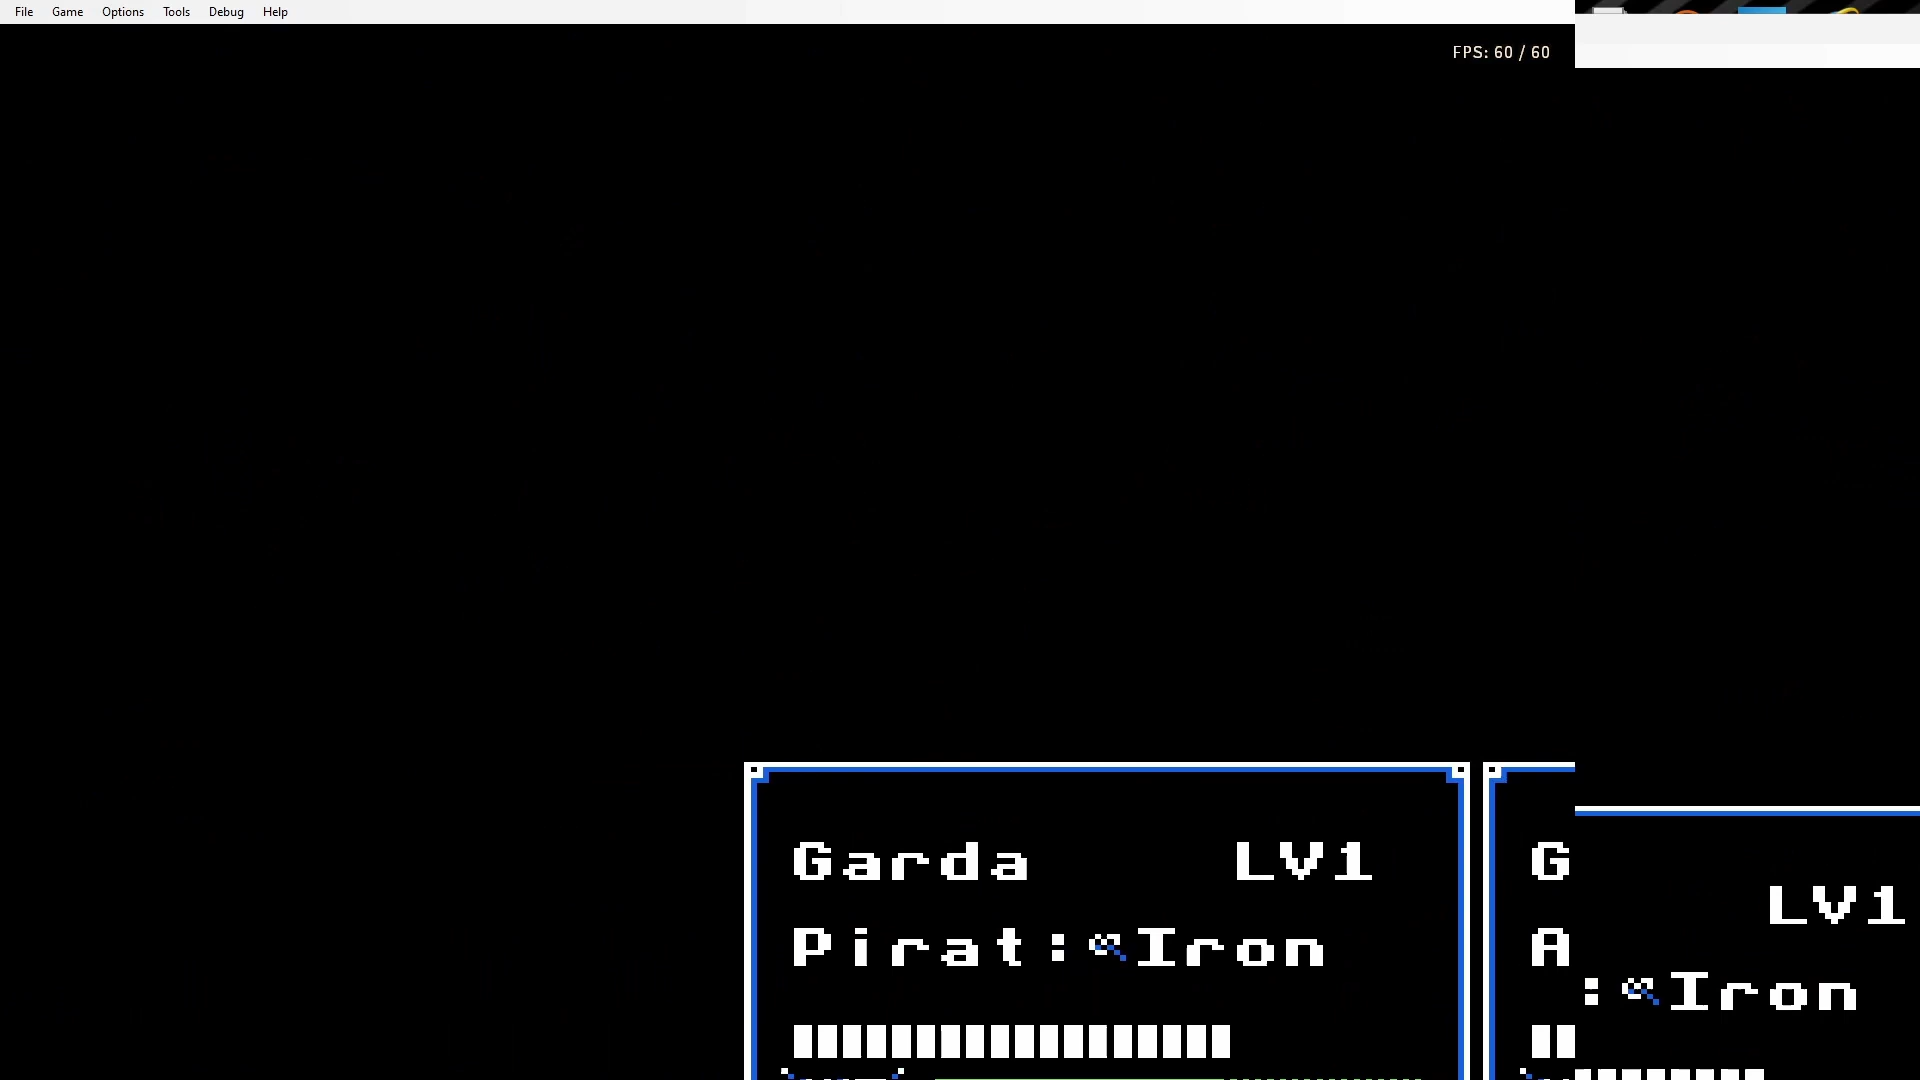 File Game Options Tools Debug Help
FPS: 60 / 60
Garda LV1
Pirat: Iron
G
A
LV1
: Iron